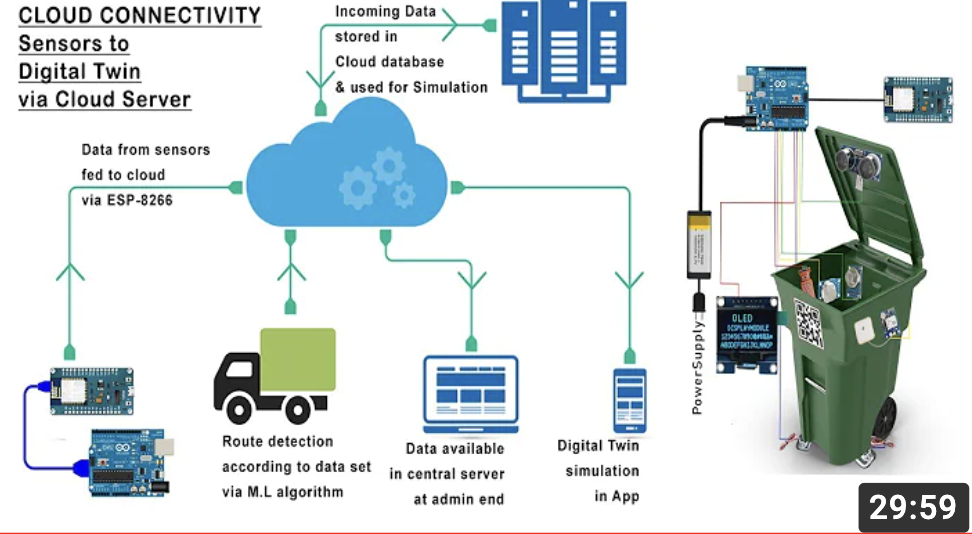 CLOUD CONNECTIVITY
Sensors to
Digital Twin
via Cloud Server
Incoming Data
stored in
Cloud database
& used for Simulation
Data from sensors
fed to cloud
via ESP-8266
Route detection
according to data set
via M.L algorithm
Data available
in central server
at admin end
Digital Twin
simulation
in App
PowerSupply
OLED
DISPLAYMODULE
29:59